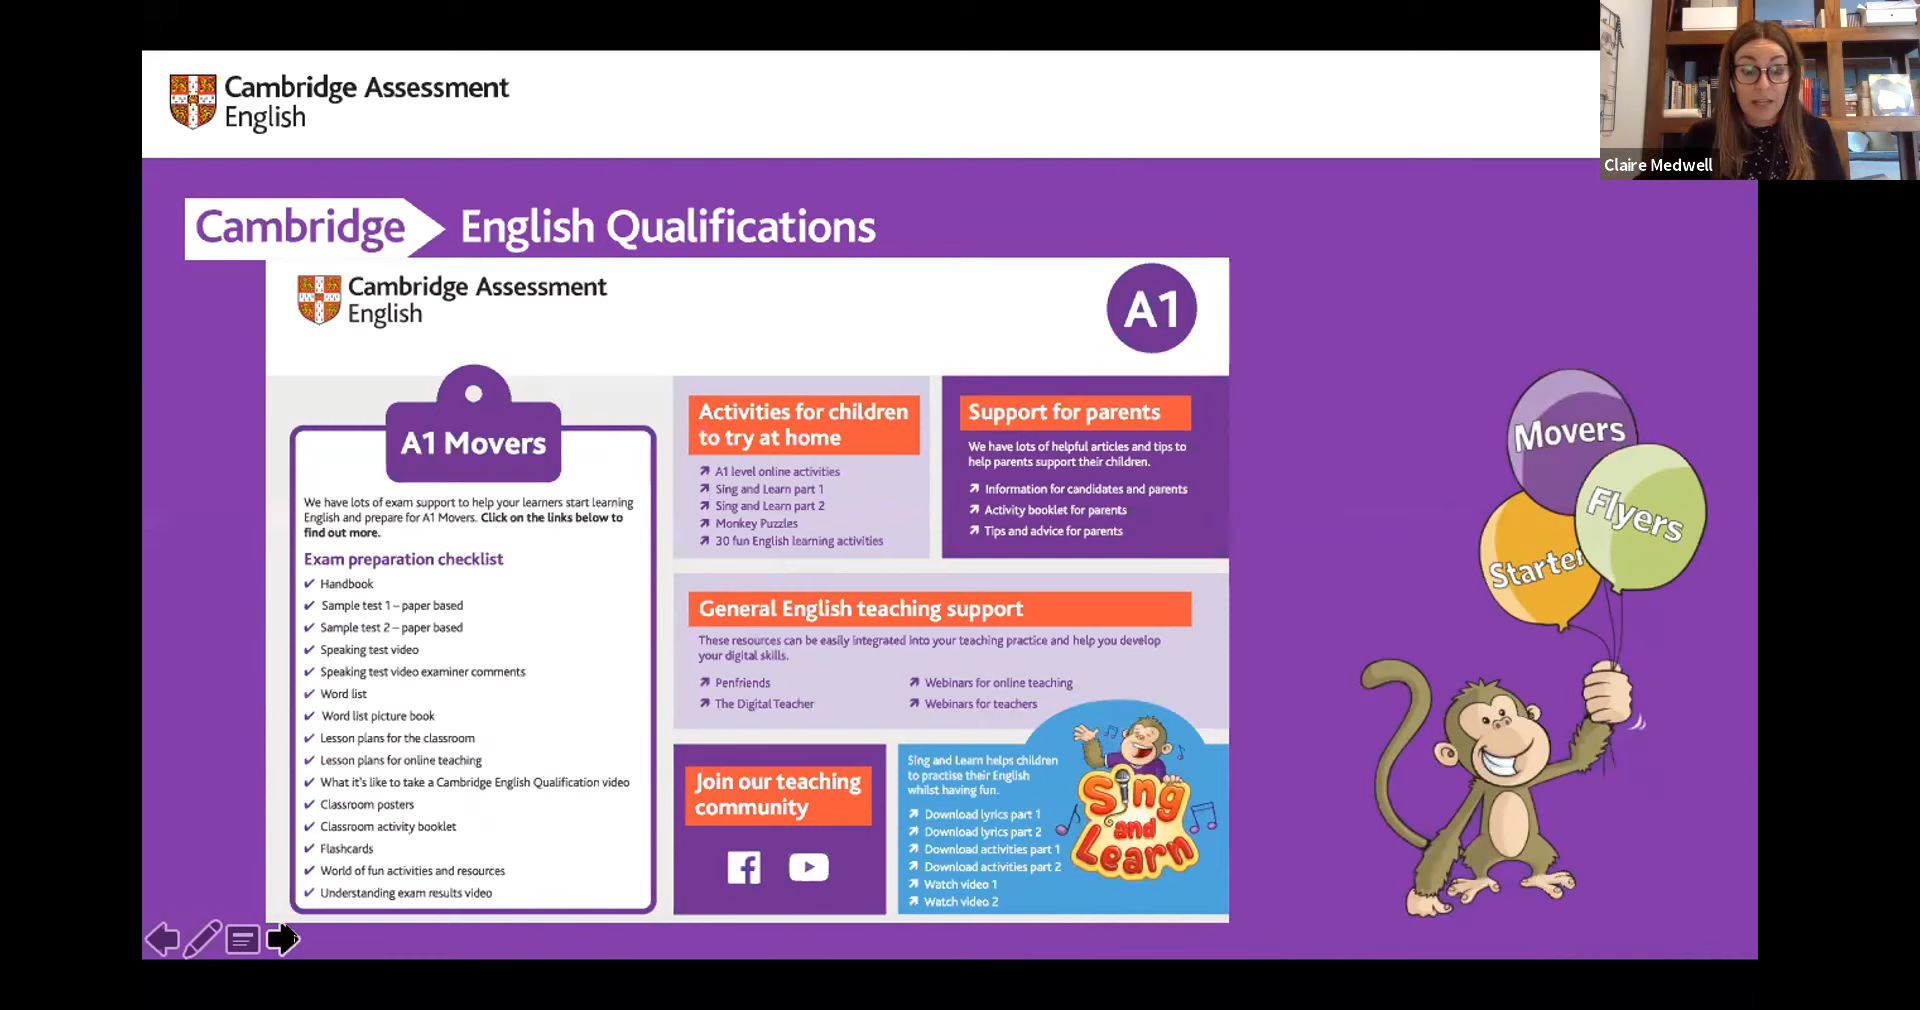 Cambridge Assessment
English
Claire Medwell
Cambridge
English Qualifications
Cambridge Assessment
English
A1
A1 Movers
We have lots of exam support to help your learners start learning
English and prepare for A1 Movers. Click on the links below to
find out more.
Exam preparation checklist
Handbook
Sample test 1 – paper based
Sample test 2 – paper based
Speaking test video
Speaking test video examiner comments
Word list
Word list picture book
Lesson plans for the classroom
Lesson plans for online teaching
What it's like to take a Cambridge English Qualification video
Classroom posters
Classroom activity booklet
Flashcards
World of fun activities and resources
Understanding exam results video
Activities for children
to try at home
A1 level online activities
Sing and Learn part 1
Sing and Learn part 2
Monkey Puzzles
30 fun English learning activities
Support for parents
We have lots of helpful articles and tips to
help parents support their children.
Information for candidates and parents
Activity booklet for parents
Tips and advice for parents
General English teaching support
These resources can be easily integrated into your teaching practice and help you develop
your digital skills.
Penfriends
The Digital Teacher
Webinars for online teaching
Webinars for teachers
Join our teaching
community
Sing and Learn helps children
to practise their English
whilst having fun.
Download lyrics part 1
Download lyrics part 2
Download activities part 1
Download activities part 2
Watch video 1
Watch video 2
Sing
and
Learn
Movers
Flyers
Starter